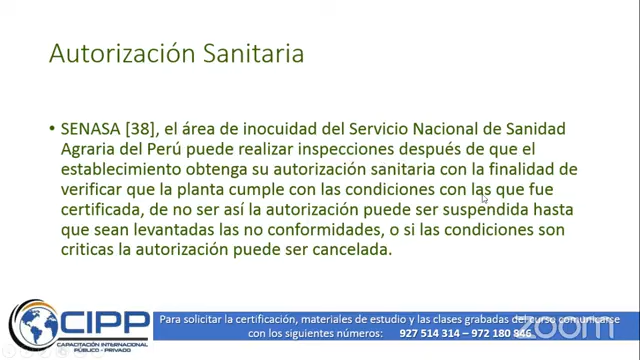 Autorización Sanitaria
• SENASA [38], el área de inocuidad del Servicio Nacional de Sanidad
Agraria del Perú puede realizar inspecciones después de que el
establecimiento obtenga su autorización sanitaria con la finalidad de
verificar que la planta cumple con las condiciones con las que fue
certificada, de no ser así la autorización puede ser suspendida hasta
que sean levantadas las no conformidades, o si las condiciones son
criticas la autorización puede ser cancelada.
CIPP
CAPACITACIÓN INTERNACIONAL
PÚBLICO - PRIVADO
Para solicitar la certificación, materiales de estudio y las clases grabadas del curso comunicarse
con los siguientes números: 927 514 314 – 972 180 846
zoom